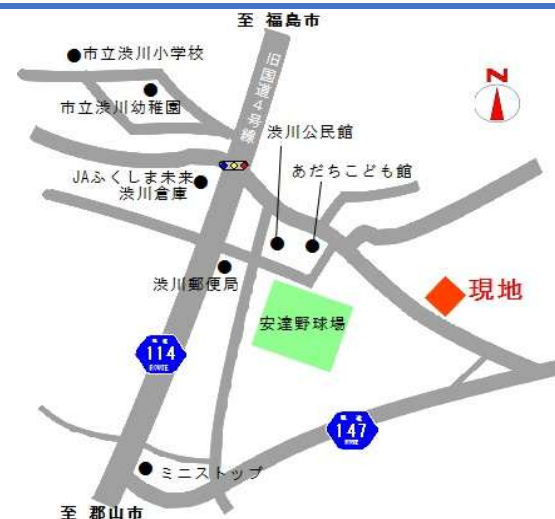 至 福島市
市立渋川小学校
旧国道4号線
市立渋川幼稚園
N
渋川公民館
あだちこども館
JAふくしま未来
渋川倉庫
渋川郵便局
現地
安達野球場
114
ROUTE
147
ROUTE
ミニストップ
至 郡山市